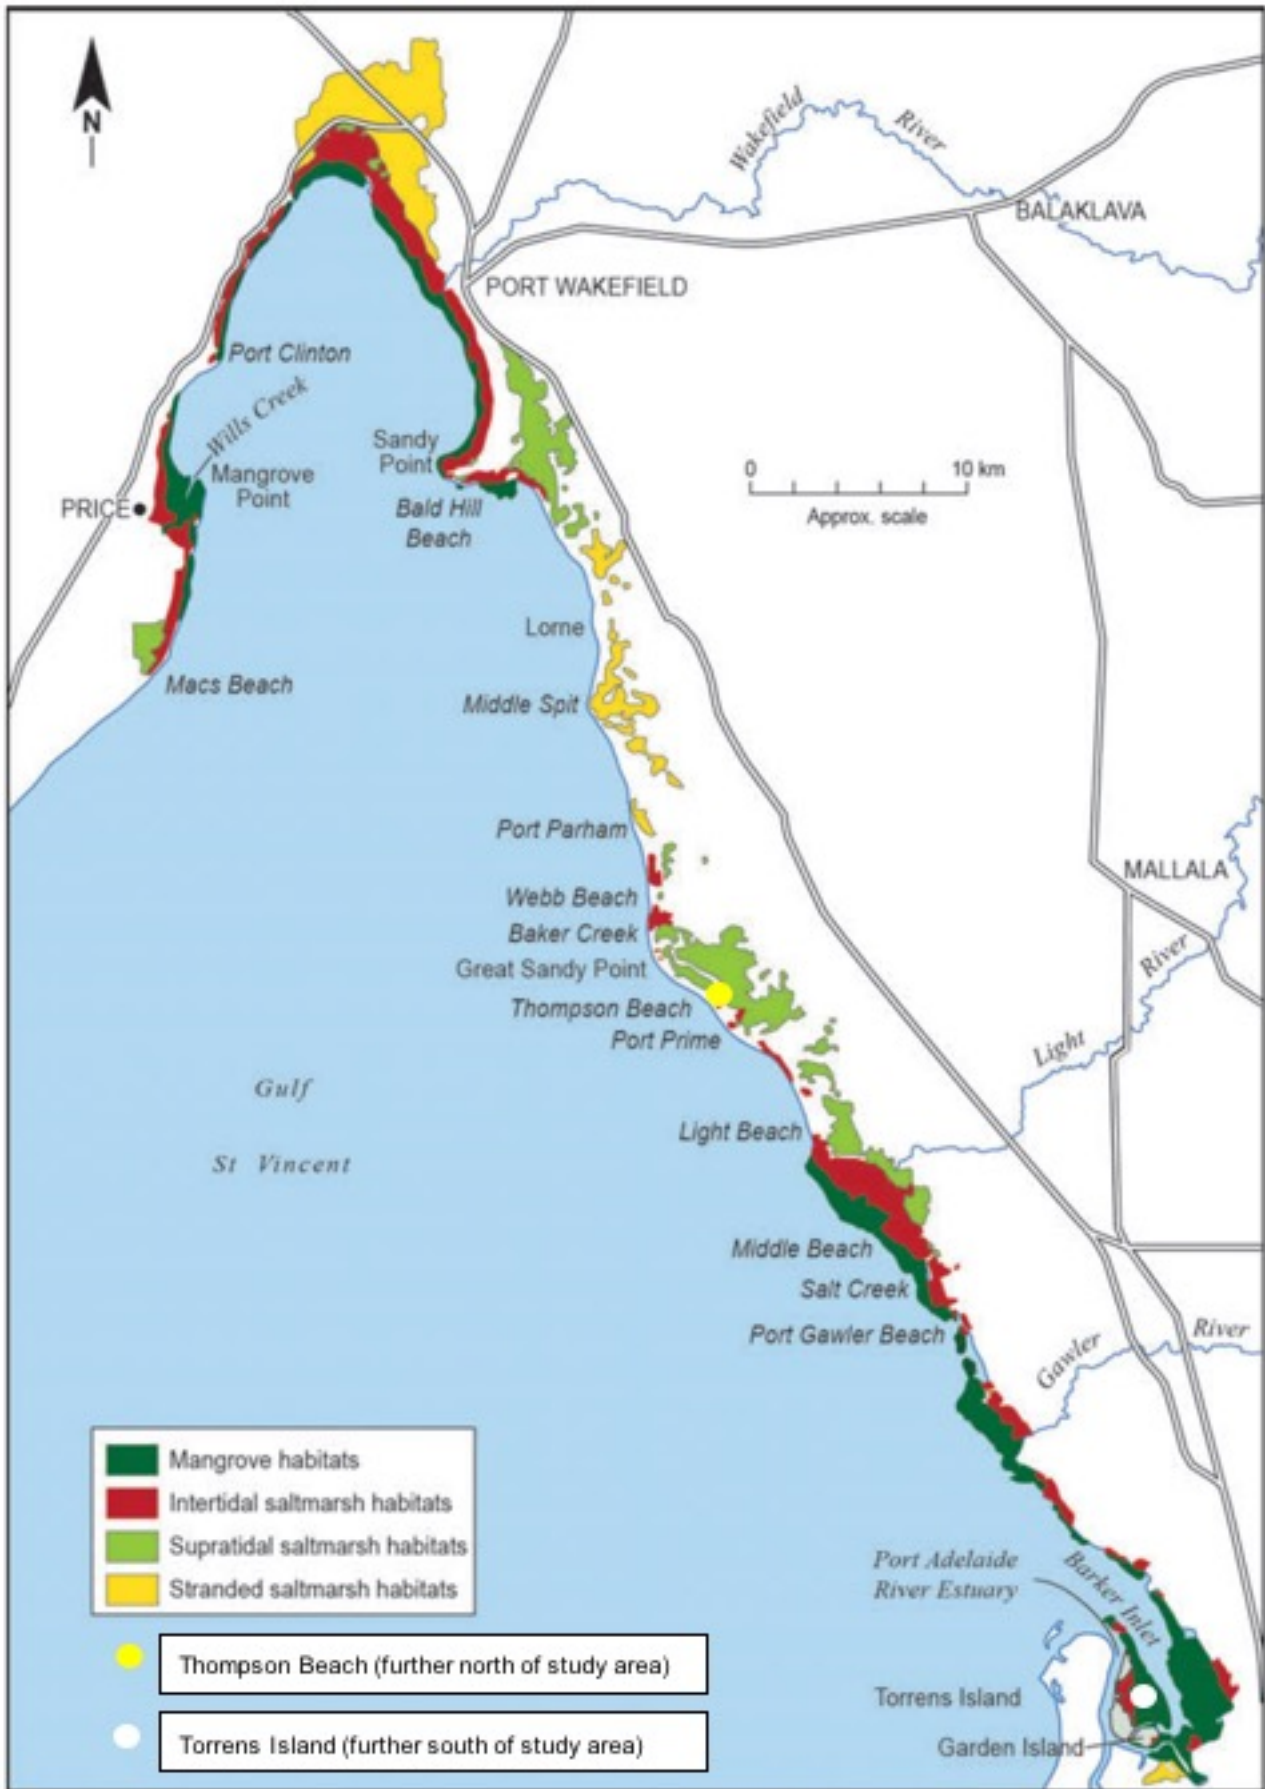 N
Wakefield
River
BALAKLAVA
PORT WAKEFIELD
Port Clinton
Wills Creek
Sandy
Point
Mangrove
Point
PRICE
Bald Hill
Beach
0 10 km
Approx. scale
Lorne
Macs Beach
Middle Spit
Port Parham
MALLALA
Webb Beach
Baker Creek
Great Sandy Point
River
Thompson Beach
Port Prime
Light
Gulf
St Vincent
Light Beach
Middle Beach
Salt Creek
Port Gawler Beach
Gawler
River
Mangrove habitats
Intertidal saltmarsh habitats
Supratidal saltmarsh habitats
Stranded saltmarsh habitats
Port Adelaide
River Estuary
Barker Inlet
Thompson Beach (further north of study area)
Torrens Island
Torrens Island (further south of study area)
Garden Island